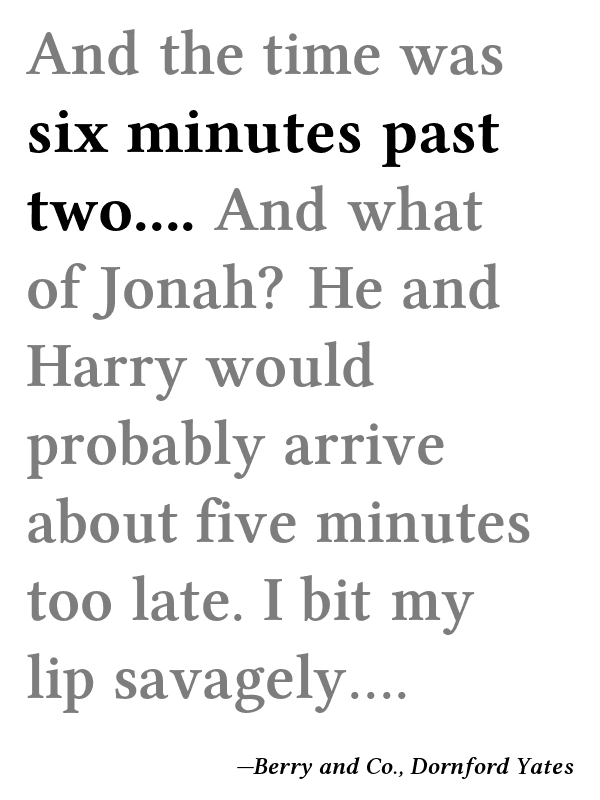 And the time was
six minutes past
two.... And what
of Jonah? He and
Harry would
probably arrive
about five minutes
too late. I bit my
lip savagely....
—Berry and Co., Dornford Yates